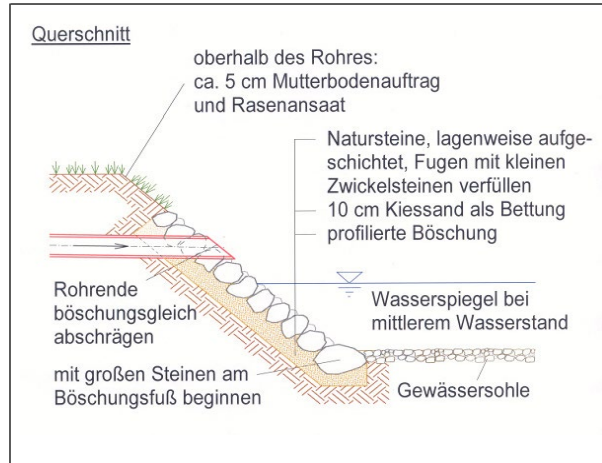 Querschnitt
oberhalb des Rohres:
ca. 5 cm Mutterbodenauftrag
und Rasenansaat
Natursteine, lagenweise aufge-
schichtet, Fugen mit kleinen
Zwickelsteinen verfüllen
10 cm Kiessand als Bettung
profilierte Böschung
Rohrende
böschungsgleich
abschrägen
Wasserspiegel bei
mittlerem Wasserstand
mit großen Steinen am
Böschungsfuß beginnen
Gewässersohle